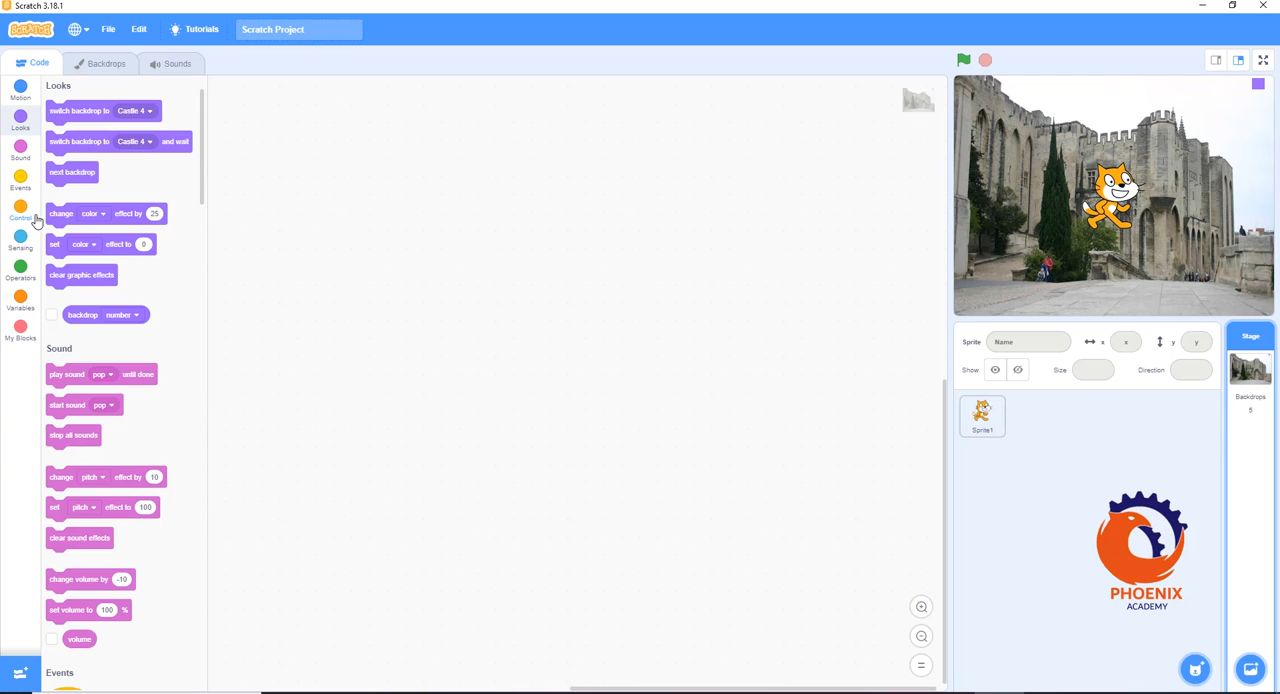 Scratch 3.18.1
SCRATCH
File
Edit
Tutorials
Scratch Project
Code
Backdrops
Sounds
Motion
Looks
Sound
Events
Control
Sensing
Operators
Variables
My Blocks
Looks
switch backdrop to Castle 4
switch backdrop to Castle 4 and wait
next backdrop
change color effect by 25
set color effect to 0
clear graphic effects
backdrop number
Sound
play sound pop until done
start sound pop
stop all sounds
change pitch effect by 10
set pitch effect to 100
clear sound effects
change volume by -10
set volume to 100 %
volume
Events
Sprite Name x x y y
Show Size Direction
Sprite1
Stage
Backdrops
5
PHOENIX
ACADEMY